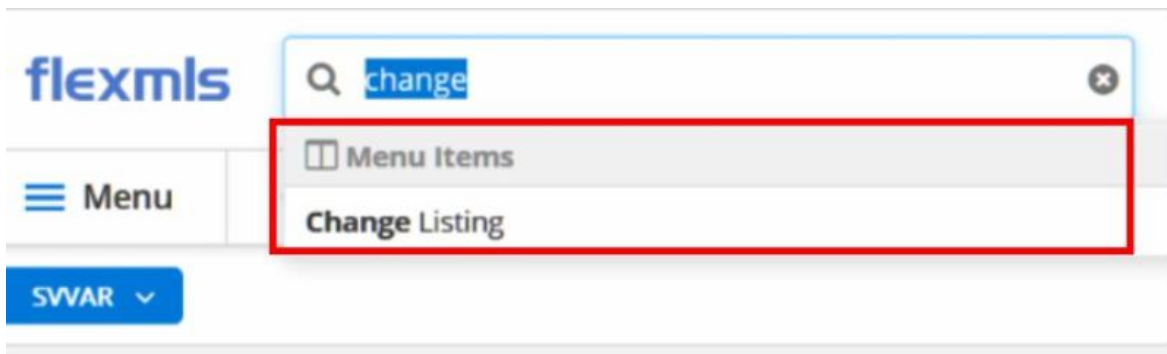 flexmls
change
Menu Items
Menu
Change Listing
SVVAR